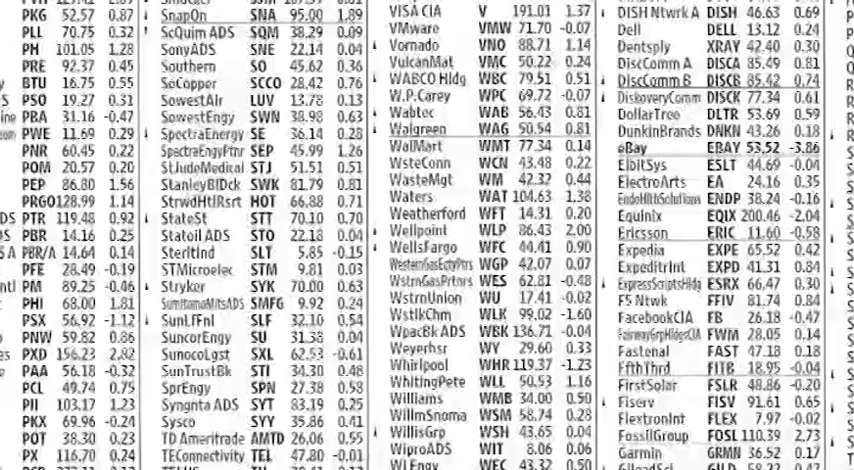 PKG 52.57 0.87
PLL 70.75 0.32
PH 101.05 1.28
PRE 92.37 0.45
BTU 16.75 0.55
PSO 19.27 0.31
PBA 31.16 -0.47
PWE 11.69 0.29
PNR 60.45 0.22
POM 20.57 0.20
PEP 86.80 1.56
PRGO128.99 1.14
PTR 119.48 0.92
PBR 14.16 0.25
PBR/A 14.64 0.14
PFE 28.49 -0.19
PM 89.25 -0.46
PHI 68.00 1.81
PSX 56.92 -1.12
PNW 59.82 0.86
PXD 156.23 2.82
PAA 56.18 -0.32
PCL 49.74 0.75
PII 103.17 1.23
PKX 69.96 -0.24
POT 38.30 0.23
PX 116.70 0.24
SnapOn SNA 95.00 1.89
ScQuim ADS SQM 38.29 0.09
SonyADS SNE 22.14 0.04
Southern SO 45.62 0.36
SoCopper SCCO 28.42 0.76
SowestAir LUV 13.78 0.13
SowestEngy SWN 38.98 0.63
SpectraEnergy SE 36.14 0.28
SpectraEngyPtnr SEP 45.99 1.26
StJudeMedical STJ 51.51 0.51
StanleyBlDck SWK 81.79 0.81
StrwdHtlRsrt HOT 66.88 0.71
StateSt STT 70.10 0.70
Statoil ADS STO 22.18 0.04
SterltInd SLT 5.85 -0.15
STMicroelec STM 9.81 0.03
Stryker SYK 70.00 0.63
SumitomoMitsADS SMFG 9.92 0.24
SunLfFnl SLF 32.10 0.54
SuncorEngy SU 31.38 0.04
SunocoLgst SXL 62.53 -0.61
SunTrustBk STI 34.30 0.48
SprEngy SPN 27.38 0.58
Syngnta ADS SYT 83.19 0.25
Sysco SYY 35.86 0.41
TD Ameritrade AMTD 26.06 0.55
TEConnectivity TEL 47.80 -0.01
VISA ClA V 191.01 1.37
VMware VMW 71.70 -0.07
Vornado VNO 88.71 1.14
VulcanMat VMC 50.22 0.24
WABCO Hldg WBC 79.51 0.51
W.P.Carey WPC 69.72 -0.07
Wabtec WAB 56.43 0.81
Walgreen WAG 50.54 0.81
WalMart WMT 77.34 0.14
WsteConn WCN 43.48 0.22
WasteMgt WM 42.32 0.44
Waters WAT 104.63 1.38
Weatherford WFT 14.31 0.20
Wellpoint WLP 86.43 2.00
WellsFargo WFC 44.41 0.90
WesternGasEqtyPtrs WGP 42.07 0.07
WstrnGasPrtnrs WES 62.81 -0.48
WstrnUnion WU 17.41 -0.02
WstlkChm WLK 99.02 -1.60
WpacBk ADS WBK 136.71 -0.04
Weyerhsr WY 29.60 0.33
Whirlpool WHR 119.37 -1.23
WhitingPete WLL 50.53 1.16
Williams WMB 34.00 0.50
WillmSnoma WSM 58.74 0.28
WillisGrp WSH 43.65 0.04
WiproADS WIT 8.06 0.06
WI Engy WEC 43.32 0.50
DISH Ntwrk A DISH 46.63 0.69
Dell DELL 13.12 0.24
Dentsply XRAY 42.40 0.30
DiscComm A DISCA 85.49 0.81
DiscComm B DISCB 85.42 0.74
DiskoveryComm DISCK 77.34 0.61
DollarTree DLTR 53.69 0.59
DunkinBrands DNKN 43.26 0.18
eBay EBAY 53.52 -3.86
ElbitSys ESLT 44.69 -0.04
ElectroArts EA 24.16 0.35
EndoHlthSolutions ENDP 38.24 -0.16
Equinix EQIX 200.46 -2.04
Ericsson ERIC 11.60 -0.58
Expedia EXPE 65.52 0.42
ExpeditrInt EXPD 41.31 0.84
ExpressScriptsHldg ESRX 66.47 0.30
F5 Ntwk FFIV 81.74 0.84
FacebookClA FB 26.18 -0.47
FairwayGrpHldgsClA FWM 28.05 0.14
Fastenal FAST 47.18 0.18
FifthThrd FITB 18.95 -0.04
FirstSolar FSLR 48.86 -0.20
Fiserv FISV 91.61 0.65
FlextronInt FLEX 7.97 -0.02
FossilGroup FOSL 110.39 2.73
Garmin GRMN 36.52 0.17